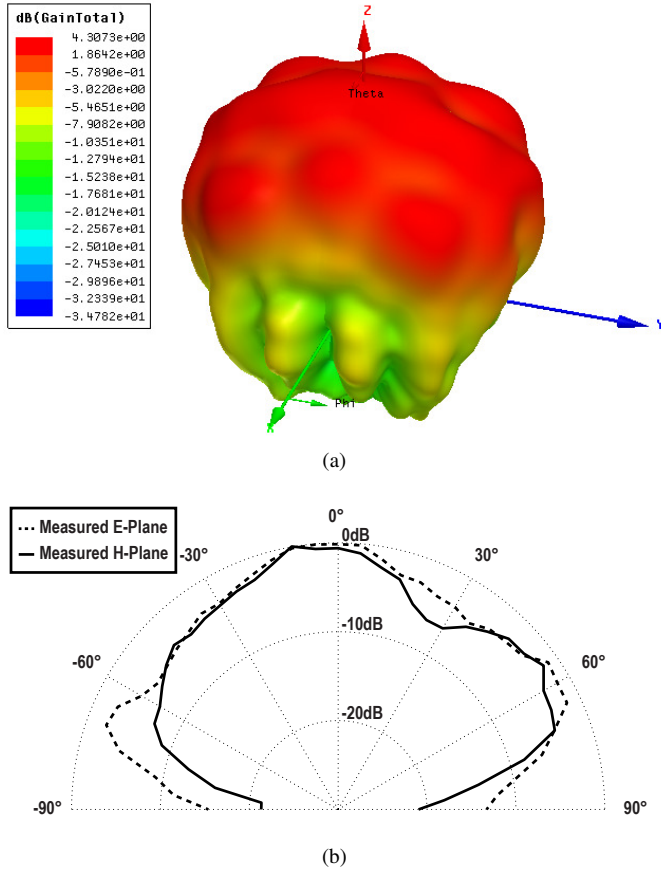 dB(GainTotal)
4.3073e+00
1.8642e+00
-5.7890e-01
-3.0220e+00
-5.4651e+00
-7.9082e+00
-1.0351e+01
-1.2794e+01
-1.5238e+01
-1.7681e+01
-2.0124e+01
-2.2567e+01
-2.5010e+01
-2.7453e+01
-2.9896e+01
-3.2339e+01
-3.4782e+01
Z
Theta
Y
Phi
X
(a)
Measured E-Plane
Measured H-Plane
0°
0dB
-30°
30°
-10dB
-60°
60°
-20dB
-90°
90°
(b)